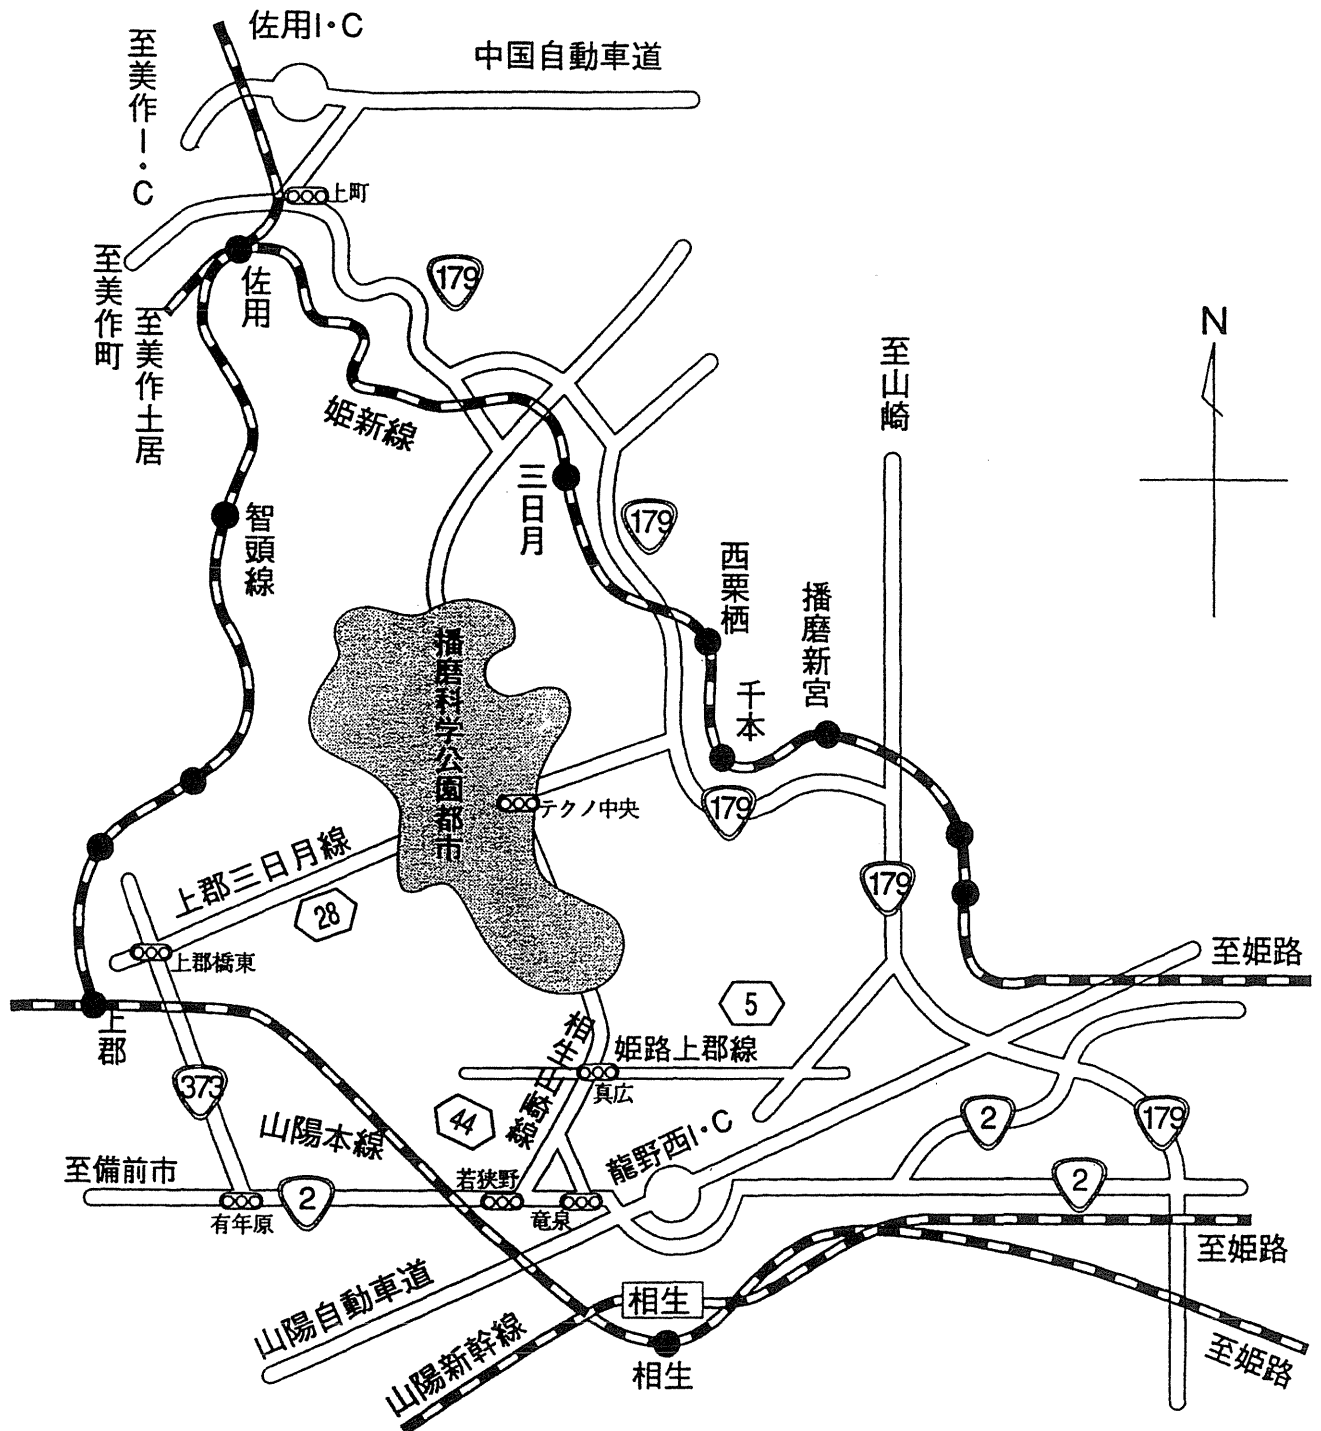 佐用I・C
中国自動車道
至美作I・C
上町
至美作町
至美作土居
佐用
179
姫新線
至山崎
N
三日月
179
智頭線
西栗栖
播磨新宮
千本
播磨科学公園都市
テクノ中央
179
179
上郡三日月線
28
上郡橋東
上郡
至姫路
5
姫路上郡線
真広
相生宍粟線
373
44
山陽本線
龍野西I・C
2
179
至備前市
有年原
2
若狭野
竜泉
2
至姫路
山陽自動車道
山陽新幹線
相生
相生
至姫路